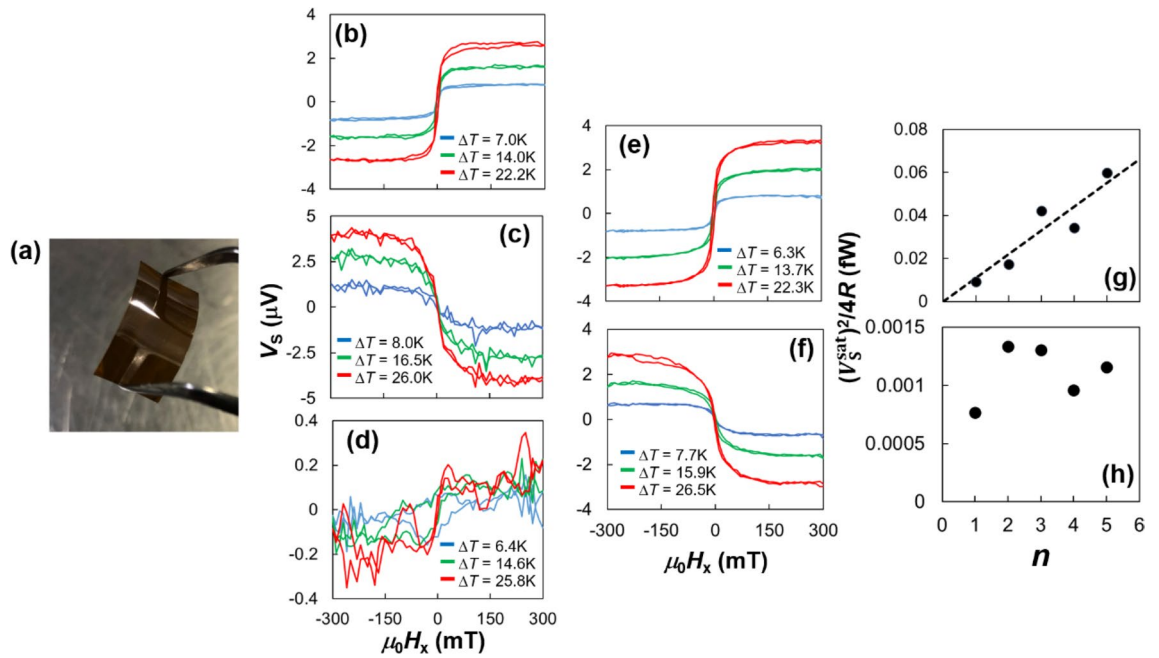 (a)
(b)
4
2
0
-2
-4
ΔT = 7.0K
ΔT = 14.0K
ΔT = 22.2K
(c)
5
2.5
0
-2.5
-5
V_S (μV)
ΔT = 8.0K
ΔT = 16.5K
ΔT = 26.0K
(d)
0.4
0.2
0
-0.2
-0.4
ΔT = 6.4K
ΔT = 14.6K
ΔT = 25.8K
-300 -150 0 150 300
μ₀Hₓ (mT)
(e)
4
2
0
-2
-4
ΔT = 6.3K
ΔT = 13.7K
ΔT = 22.3K
(f)
4
2
0
-2
-4
ΔT = 7.7K
ΔT = 15.9K
ΔT = 26.5K
-300 -150 0 150 300
μ₀Hₓ (mT)
(V_S^sat)²/4R (fW)
0.08
0.06
0.04
0.02
0
(g)
0.0015
0.001
0.0005
0
(h)
0 1 2 3 4 5 6
n